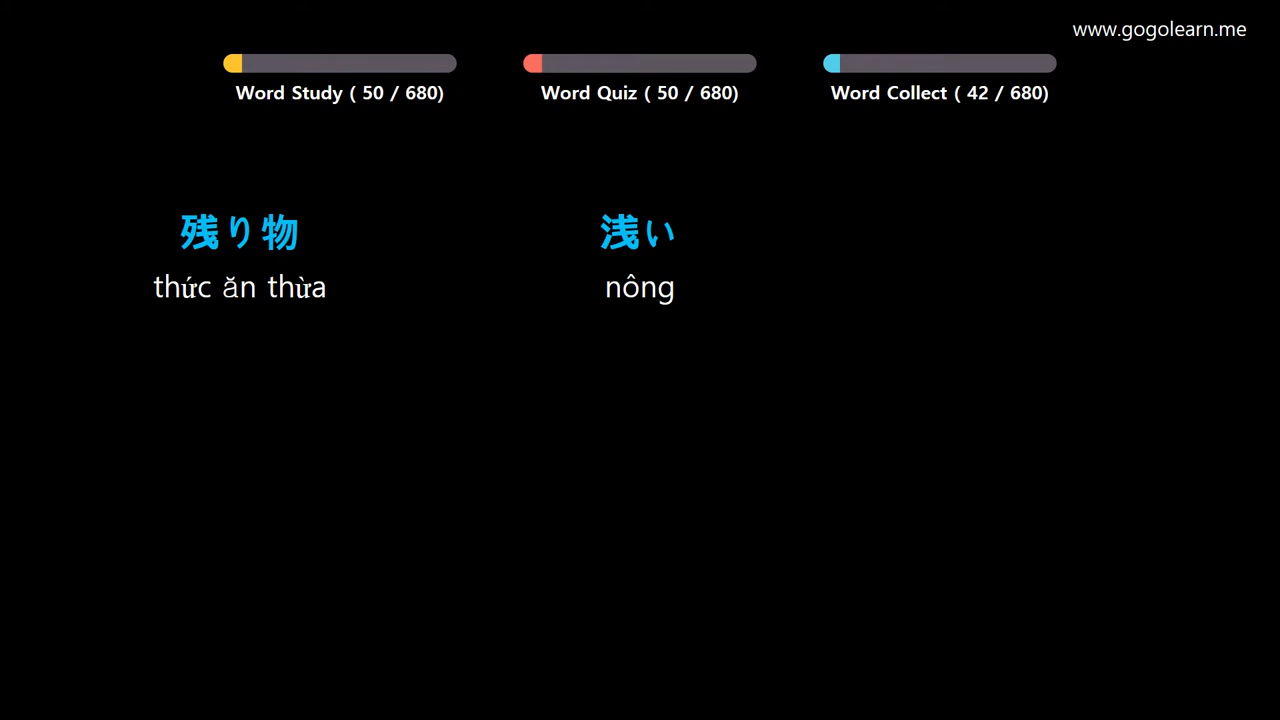 www.gogolearn.me
Word Study ( 50 / 680)
Word Quiz ( 50 / 680)
Word Collect ( 42 / 680)
残り物
thức ăn thừa
浅い
nông